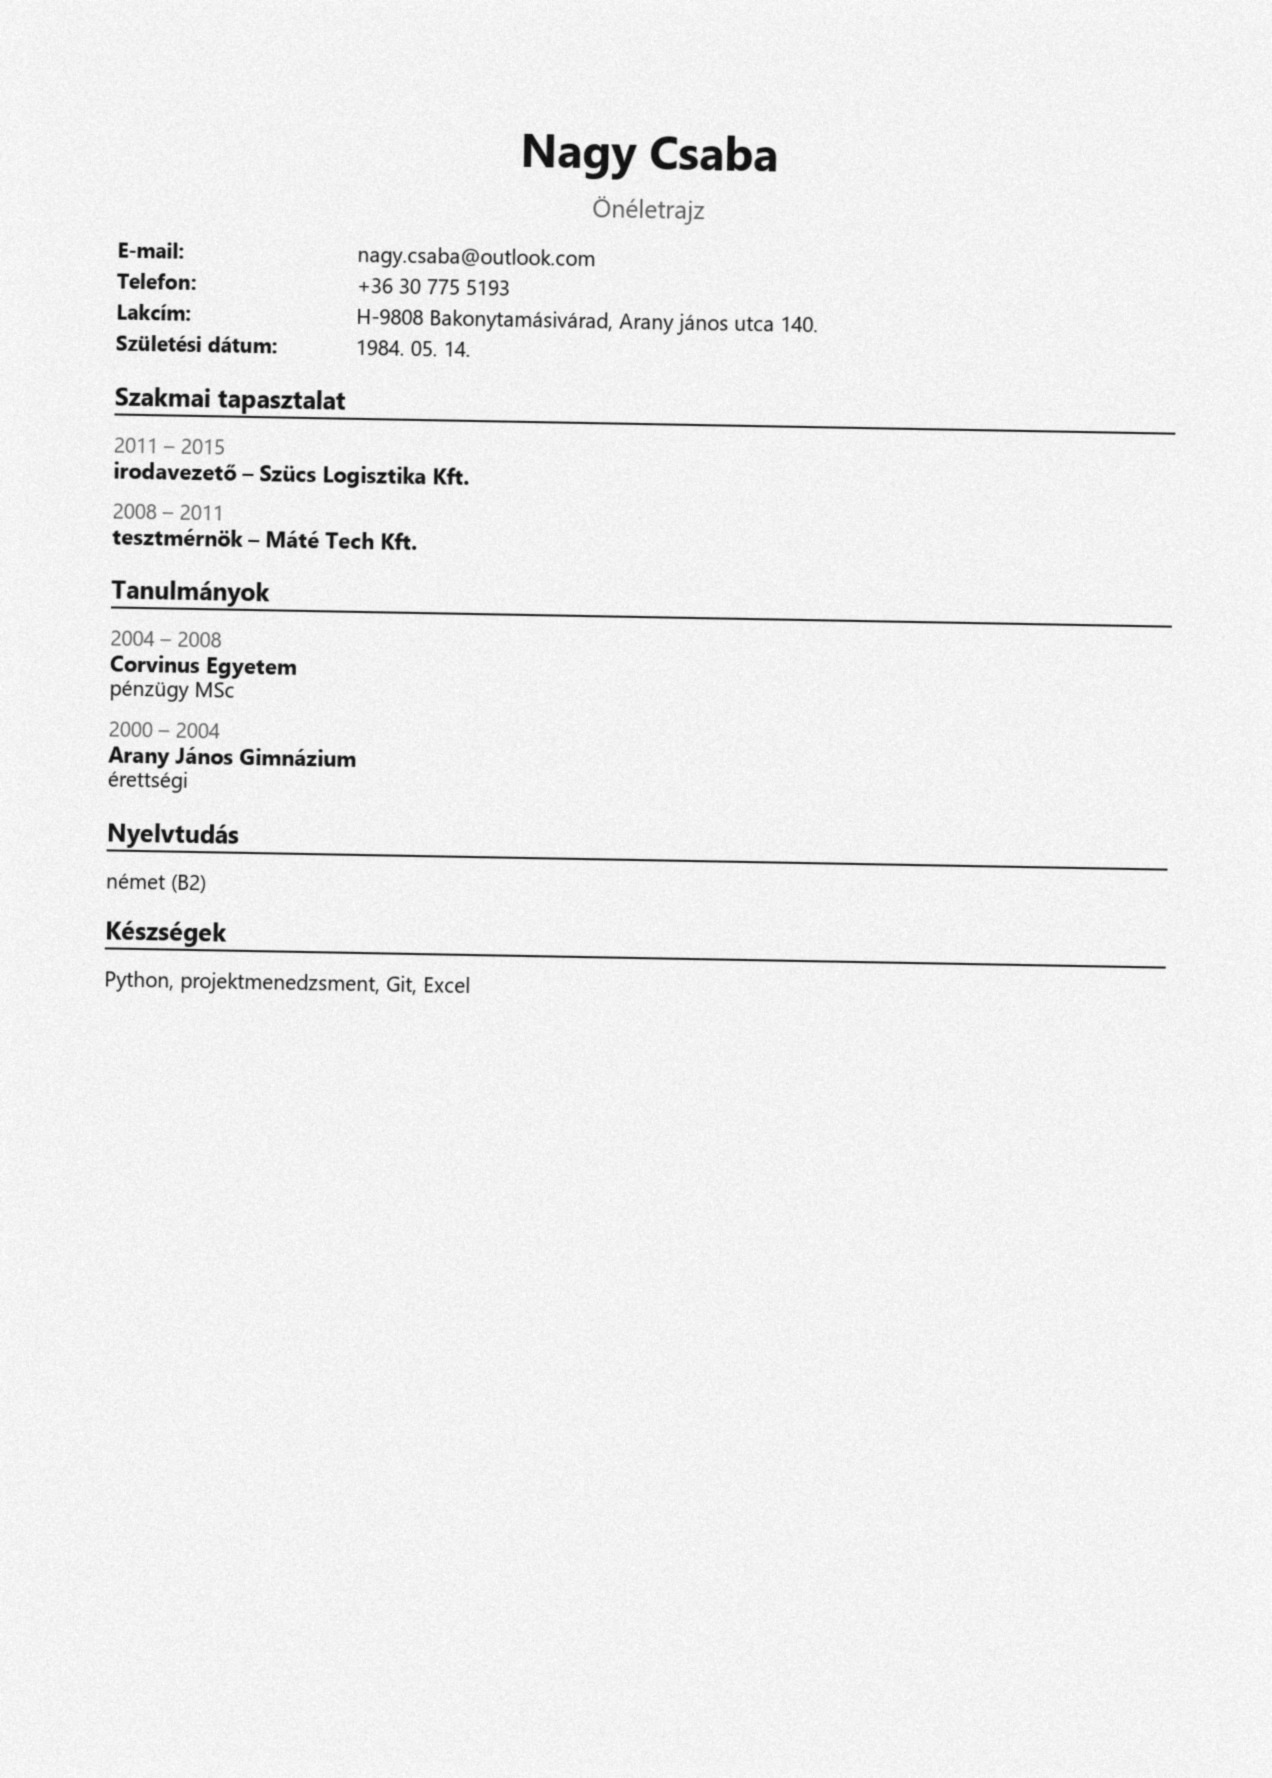 Nagy Csaba
Önéletrajz
E-mail: nagy.csaba@outlook.com
Telefon: +36 30 775 5193
Lakcím: H-9808 Bakonytamásivárad, Arany jános utca 140.
Születési dátum: 1984. 05. 14.
Szakmai tapasztalat
2011 – 2015
irodavezető – Szücs Logisztika Kft.
2008 – 2011
tesztmérnök – Máté Tech Kft.
Tanulmányok
2004 – 2008
Corvinus Egyetem
pénzügy MSc
2000 – 2004
Arany János Gimnázium
érettségi
Nyelvtudás
német (B2)
Készségek
Python, projektmenedzsment, Git, Excel